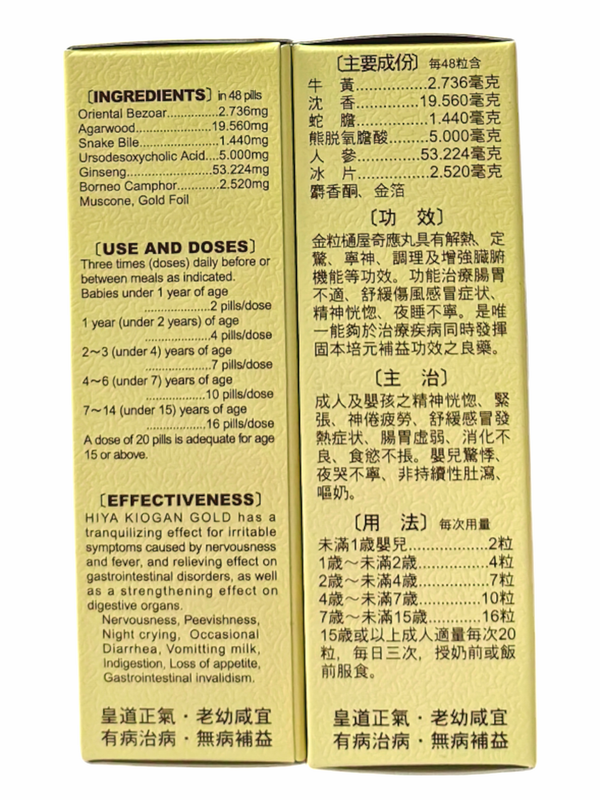 〔INGREDIENTS〕 in 48 pills
Oriental Bezoar..............2.736mg
Agarwood.....................19.560mg
Snake Bile.....................1.440mg
Ursodesoxycholic Acid....5.000mg
Ginseng.......................53.224mg
Borneo Camphor............2.520mg
Muscone, Gold Foil
〔USE AND DOSES〕
Three times (doses) daily before or
between meals as indicated.
Babies under 1 year of age
....................2 pills/dose
1 year (under 2 years) of age
....................4 pills/dose
2～3 (under 4) years of age
....................7 pills/dose
4～6 (under 7) years of age
..................10 pills/dose
7～14 (under 15) years of age
..................16 pills/dose
A dose of 20 pills is adequate for age
15 or above.
〔EFFECTIVENESS〕
HIYA KIOGAN GOLD has a
tranquilizing effect for irritable
symptoms caused by nervousness
and fever, and relieving effect on
gastrointestinal disorders, as well
as a strengthening effect on
digestive organs.
Nervousness, Peevishness,
Night crying, Occasional
Diarrhea, Vomitting milk,
Indigestion, Loss of appetite,
Gastrointestinal invalidism.
皇道正氣・老幼咸宜
有病治病・無病補益
〔主要成份〕 每48粒含
牛 黃..............2.736毫克
沈 香.............19.560毫克
蛇 膽..............1.440毫克
熊脱氧膽酸........5.000毫克
人 參.............53.224毫克
冰 片..............2.520毫克
麝香酮、金箔
〔功 效〕
金粒樋屋奇應丸具有解熱、定
驚、寧神、調理及增強臟腑
機能等功效。功能治療腸胃
不適、舒緩傷風感冒症狀、
精神恍惚、夜睡不寧。是唯
一能夠於治療疾病同時發揮
固本培元補益功效之良藥。
〔主 治〕
成人及嬰孩之精神恍惚、緊
張、神倦疲勞、舒緩感冒發
熱症狀、腸胃虛弱、消化不
良、食慾不振。嬰兒驚悸、
夜哭不寧、非持續性肚瀉、
嘔奶。
〔用 法〕 每次用量
未滿1歲嬰兒..............2粒
1歲～未滿2歲............4粒
2歲～未滿4歲............7粒
4歲～未滿7歲..........10粒
7歲～未滿15歲.........16粒
15歲或以上成人適量每次20
粒，每日三次，授奶前或飯
前服食。
皇道正氣・老幼咸宜
有病治病・無病補益